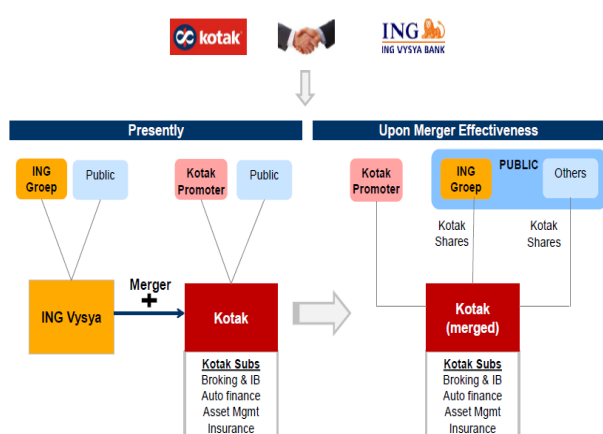 kotak
ING
ING VYSYA BANK
Presently
Upon Merger Effectiveness
ING
Groep
Public
Kotak
Promoter
Public
Kotak
Promoter
PUBLIC
ING
Groep
Others
Kotak
Shares
Kotak
Shares
Merger
+
ING Vysya
Kotak
Kotak
(merged)
Kotak Subs
Broking & IB
Auto finance
Asset Mgmt
Insurance
Kotak Subs
Broking & IB
Auto finance
Asset Mgmt
Insurance